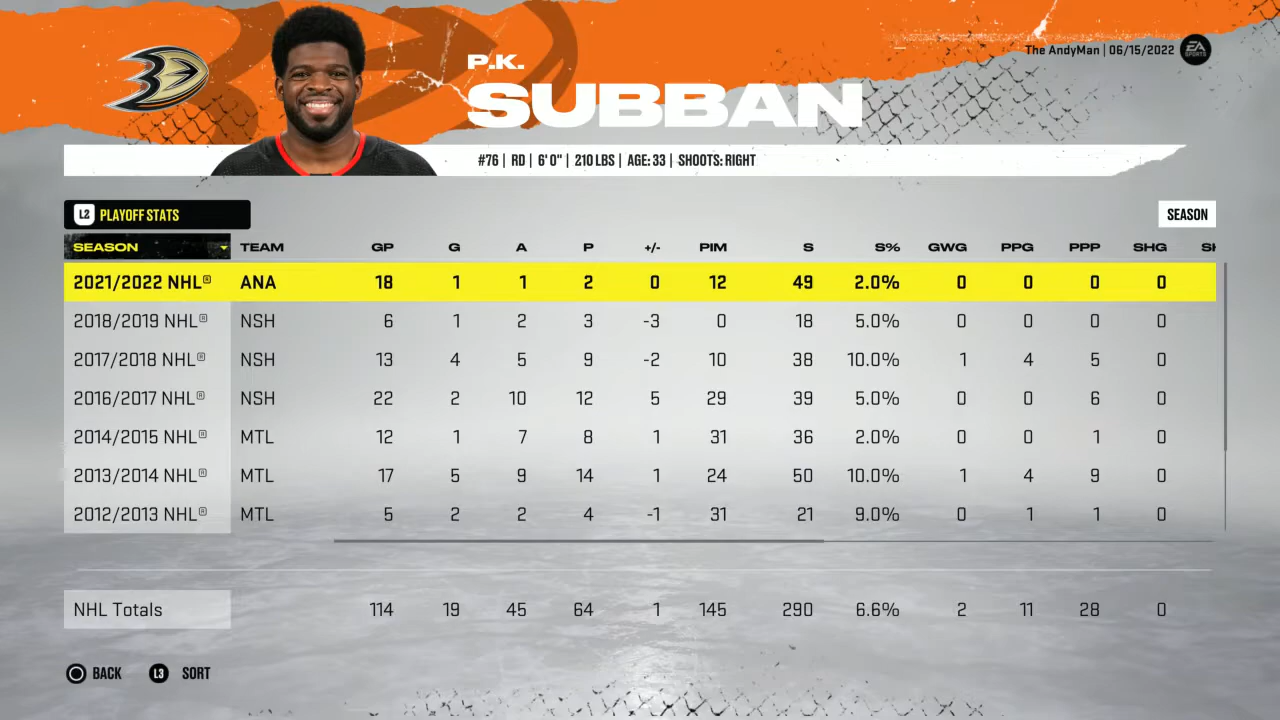 P.K.
SUBBAN
The AndyMan | 06/15/2022 EA SPORTS
#76 | RD | 6' 0" | 210 LBS | AGE: 33 | SHOOTS: RIGHT
L2 PLAYOFF STATS
SEASON
SEASON TEAM GP G A P +/- PIM S S% GWG PPG PPP SHG
2021/2022 NHL® ANA 18 1 1 2 0 12 49 2.0% 0 0 0 0
2018/2019 NHL® NSH 6 1 2 3 -3 0 18 5.0% 0 0 0 0
2017/2018 NHL® NSH 13 4 5 9 -2 10 38 10.0% 1 4 5 0
2016/2017 NHL® NSH 22 2 10 12 5 29 39 5.0% 0 0 6 0
2014/2015 NHL® MTL 12 1 7 8 1 31 36 2.0% 0 0 1 0
2013/2014 NHL® MTL 17 5 9 14 1 24 50 10.0% 1 4 9 0
2012/2013 NHL® MTL 5 2 2 4 -1 31 21 9.0% 0 1 1 0
NHL Totals 114 19 45 64 1 145 290 6.6% 2 11 28 0
BACK L3 SORT